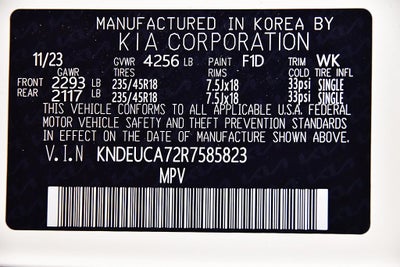 MANUFACTURED IN KOREA BY
KIA CORPORATION
11/23 GVWR 4256 LB PAINT F1D TRIM WK
GAWR TIRES RIMS COLD TIRE INFL
FRONT 2293 LB 235/45R18 7.5Jx18 33psi SINGLE
REAR 2117 LB 235/45R18 7.5Jx18 33psi SINGLE
THIS VEHICLE CONFORMS TO ALL APPLICABLE U.S.A. FEDERAL
MOTOR VEHICLE SAFETY AND THEFT PREVENTION STANDARDS
IN EFFECT ON THE DATE OF MANUFACTURE SHOWN ABOVE.
V.I.N KNDEUCA72R7585823
MPV